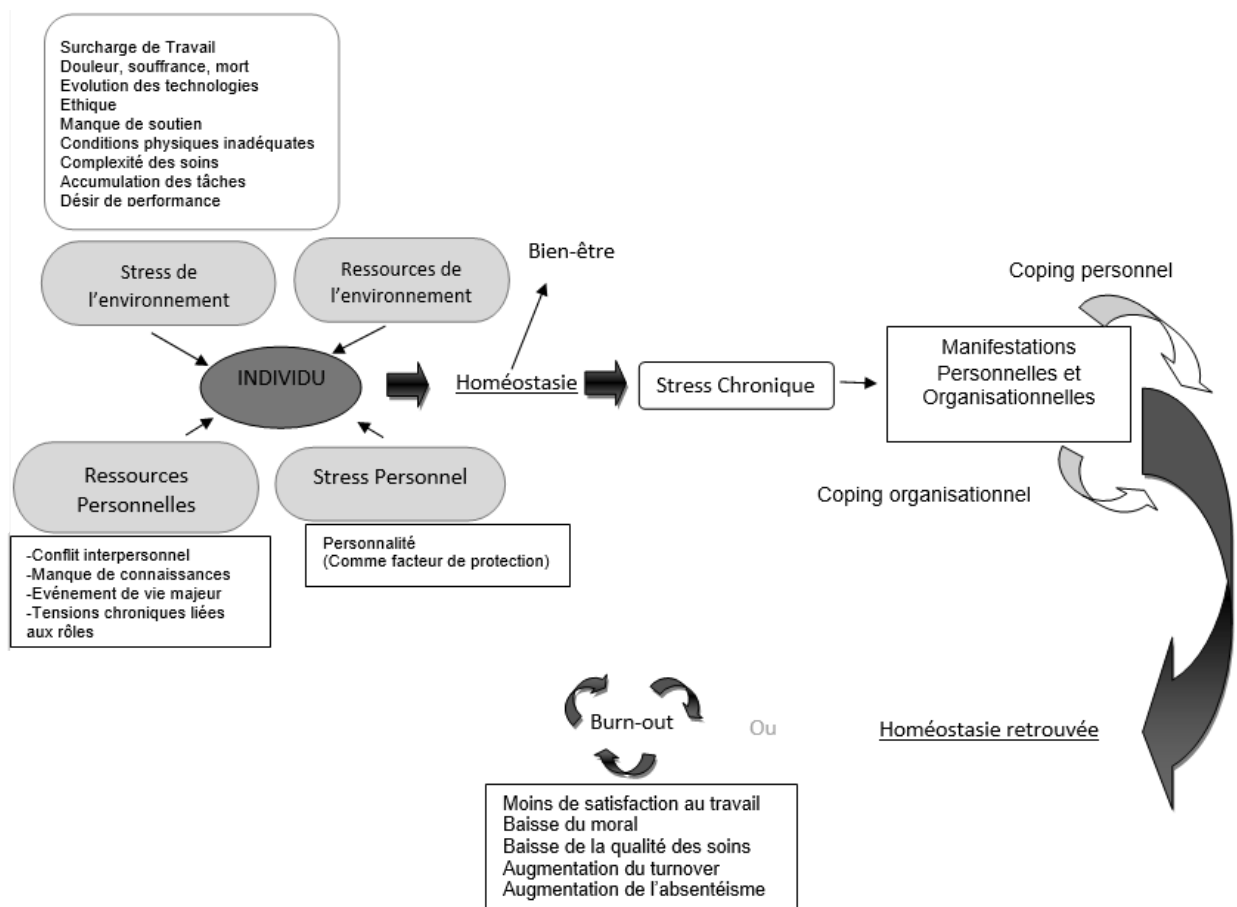 Surcharge de Travail
Douleur, souffrance, mort
Evolution des technologies
Ethique
Manque de soutien
Conditions physiques inadéquates
Complexité des soins
Accumulation des tâches
Désir de performance
Stress de
l'environnement
Ressources de
l'environnement
Bien-être
INDIVIDU
Homéostasie
Stress Chronique
Coping personnel
Manifestations
Personnelles et
Organisationnelles
Coping organisationnel
Ressources
Personnelles
Stress Personnel
-Conflit interpersonnel
-Manque de connaissances
-Evénement de vie majeur
-Tensions chroniques liées
aux rôles
Personnalité
(Comme facteur de protection)
Burn-out
Ou
Homéostasie retrouvée
Moins de satisfaction au travail
Baisse du moral
Baisse de la qualité des soins
Augmentation du turnover
Augmentation de l'absentéisme